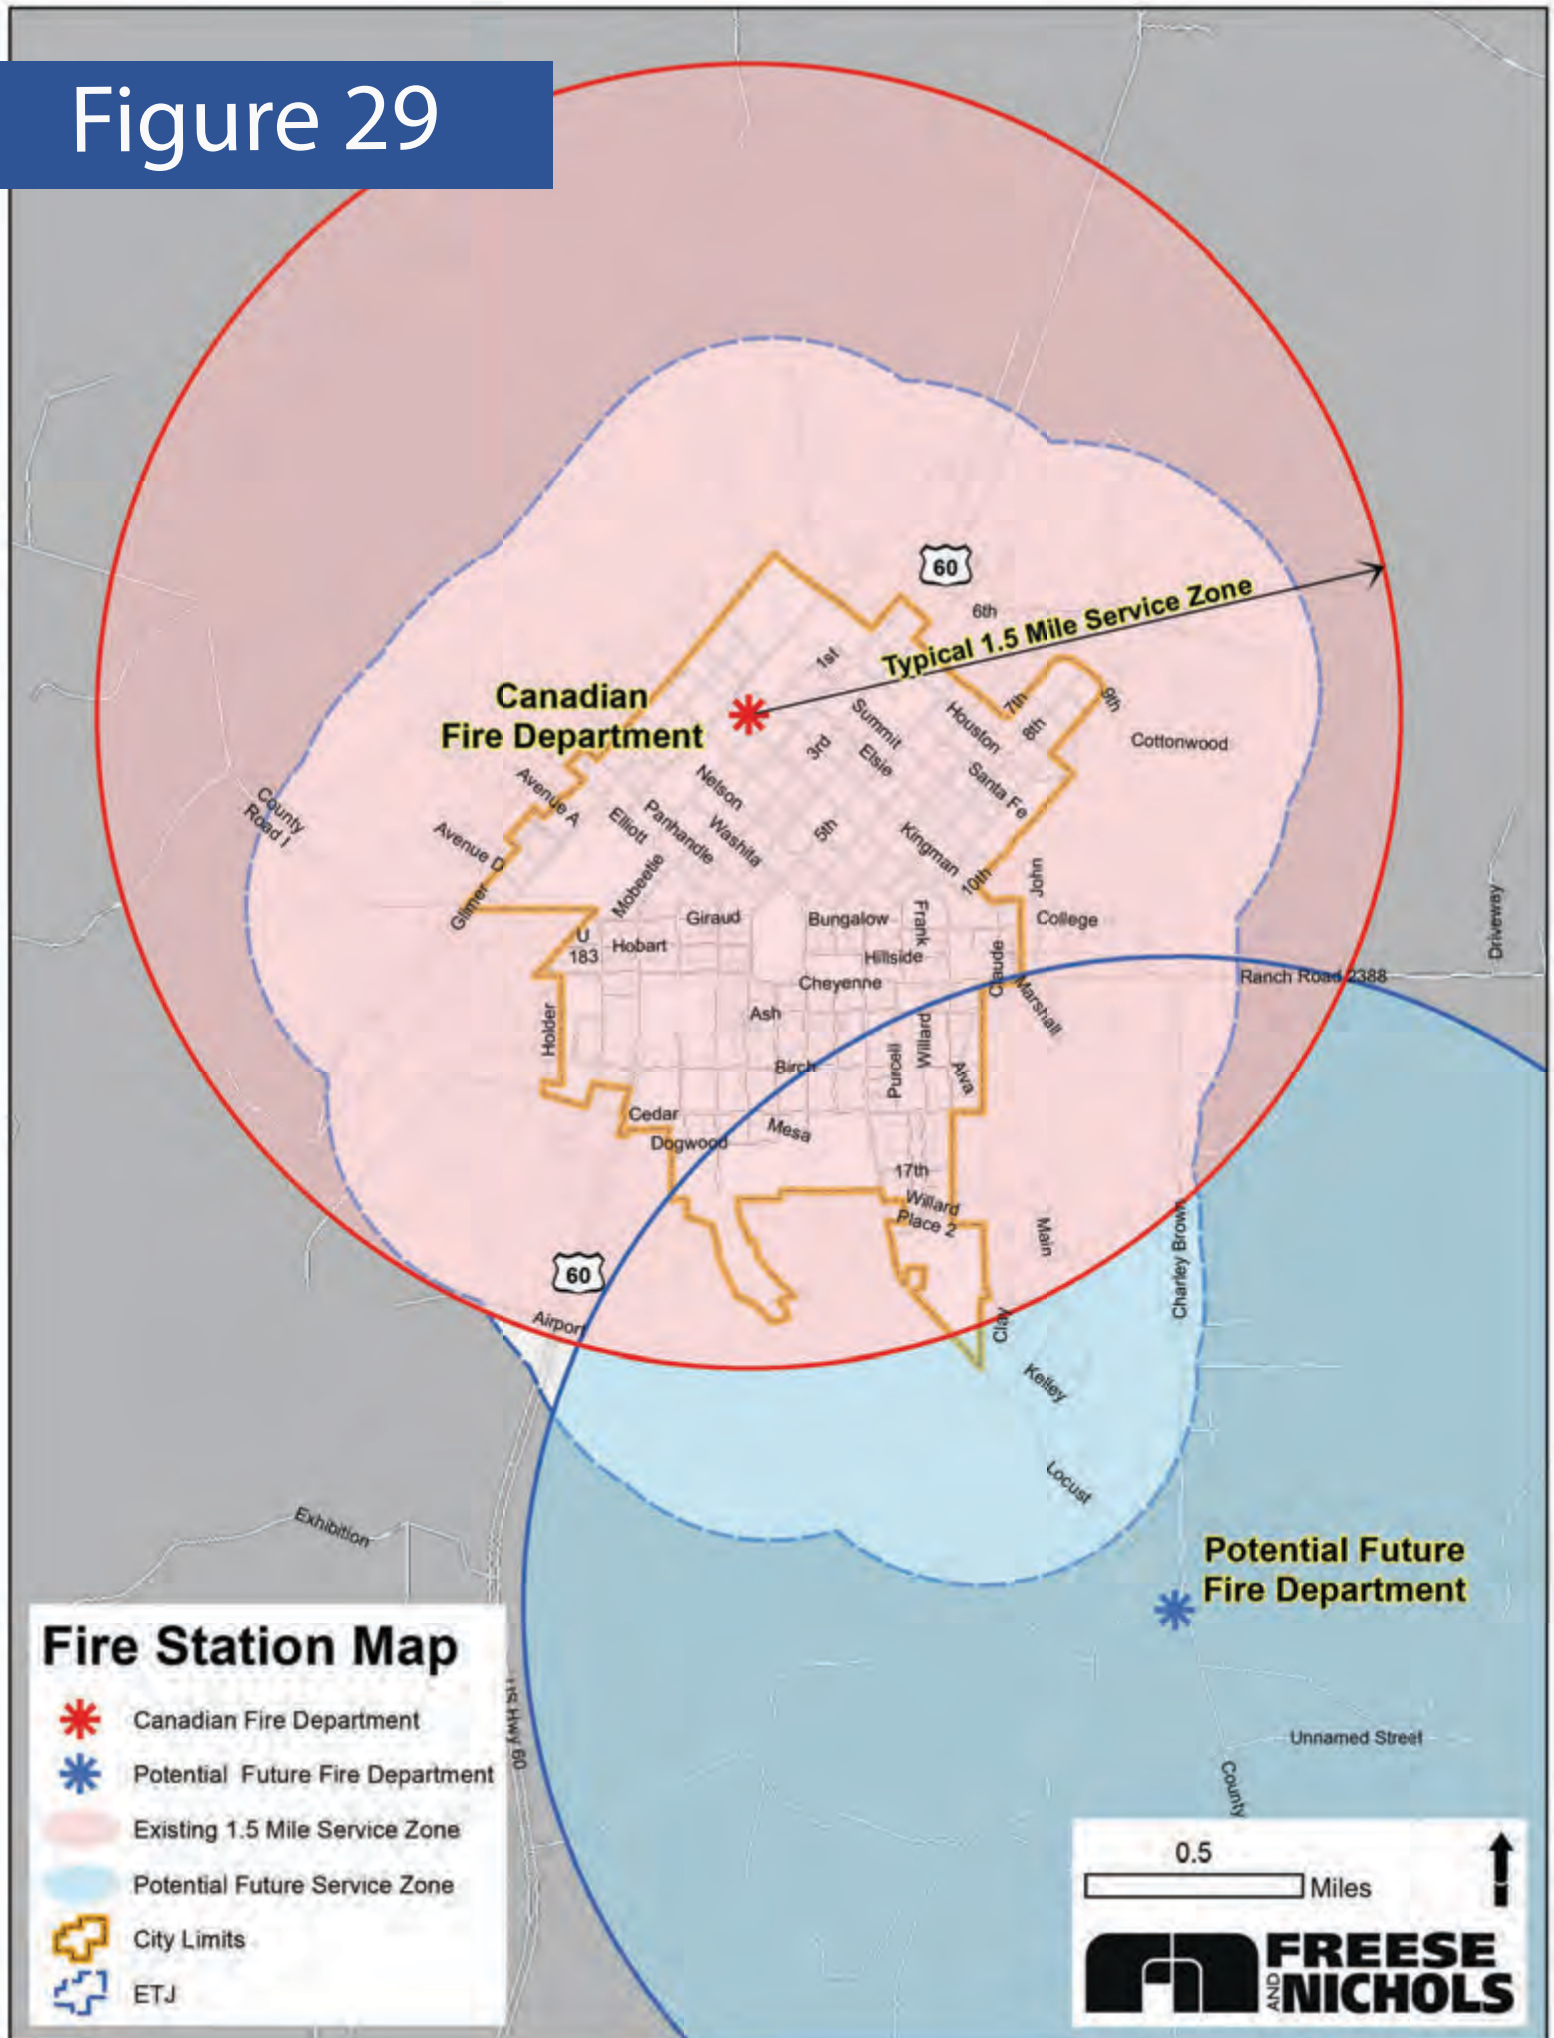 Figure 29
60
6th
Typical 1.5 Mile Service Zone
1st
Canadian
Fire Department
7th
9th
8th
Houston
Summit
3rd
Elsie
Cottonwood
Santa Fe
Nelson
Avenue A
Elliott
Panhandle
Washita
5th
County
Road I
Avenue D
Kingman
Mobeetie
10th
John
Gilmer
Giraud
Bungalow
Frank
College
Driveway
U
183
Hobart
Hillside
Claude
Cheyenne
Ranch Road 2388
Marshall
Ash
Holder
Willard
Purcell
Birch
Alva
Cedar
Dogwood
Mesa
17th
Willard
Place 2
Main
Charley Brown
60
Airport
Clay
Kelley
Locust
Exhibition
Potential Future
Fire Department
US Hwy 60
Unnamed Street
County
Fire Station Map
Canadian Fire Department
Potential Future Fire Department
Existing 1.5 Mile Service Zone
Potential Future Service Zone
City Limits
ETJ
0.5
Miles
FREESE
AND
NICHOLS